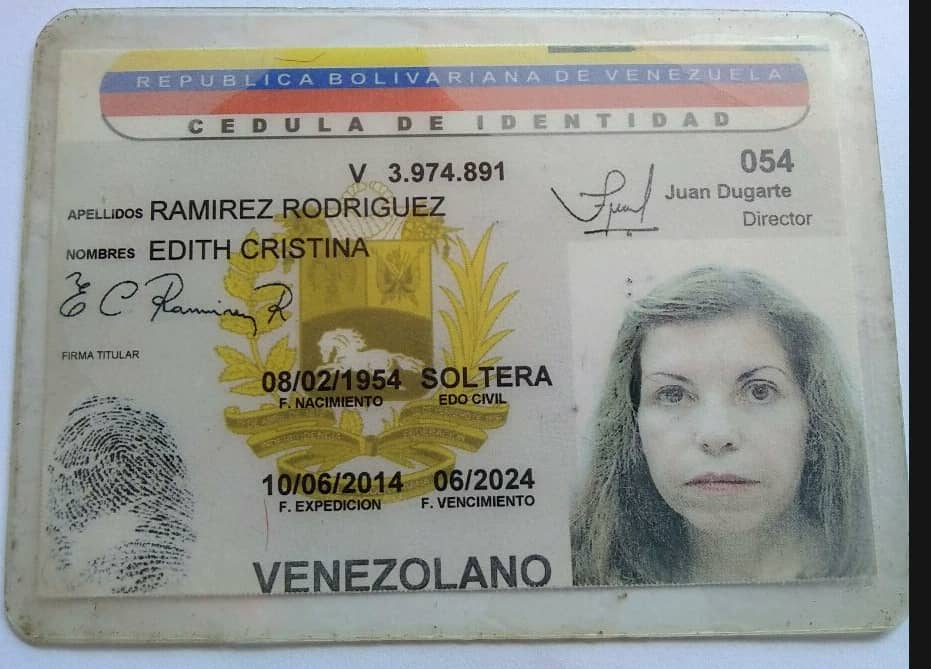 REPUBLICA BOLIVARIANA DE VENEZUELA
CEDULA DE IDENTIDAD
V 3.974.891
054
Juan Dugarte
Director
APELLIDOS RAMIREZ RODRIGUEZ
NOMBRES EDITH CRISTINA
E C Ramirez R
FIRMA TITULAR
08/02/1954 SOLTERA
F. NACIMIENTO EDO CIVIL
10/06/2014 06/2024
F. EXPEDICION F. VENCIMIENTO
VENEZOLANO